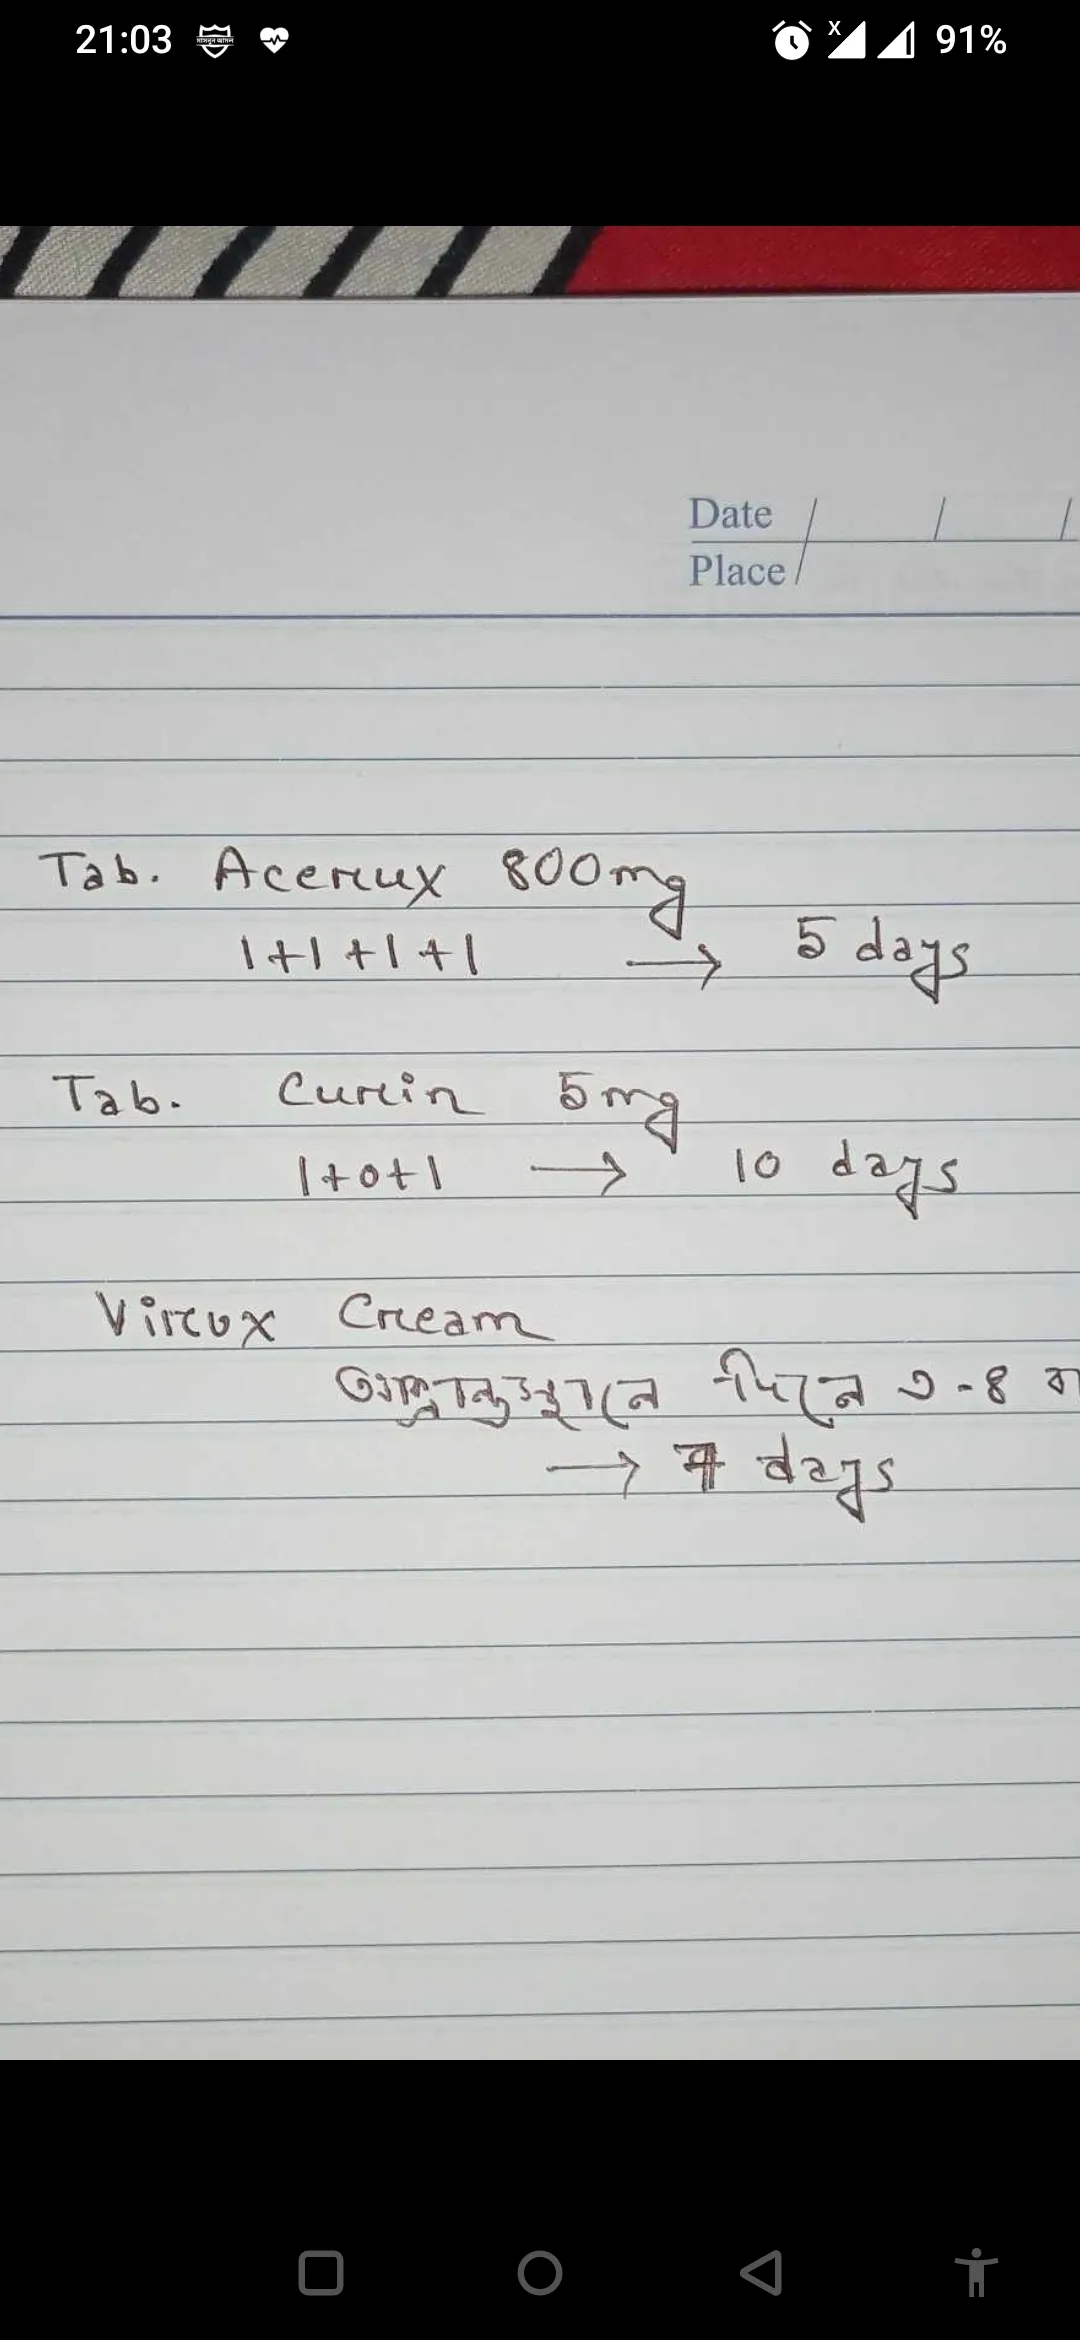 21:03
91%
Date
Place
Tab. Acerux 800mg
1+1+1+1 → 5 days
Tab. Curin 5mg
1+0+1 → 10 days
Virux Cream
আক্রান্তস্থানে দিনে ৩-৪ বা
→ 7 days